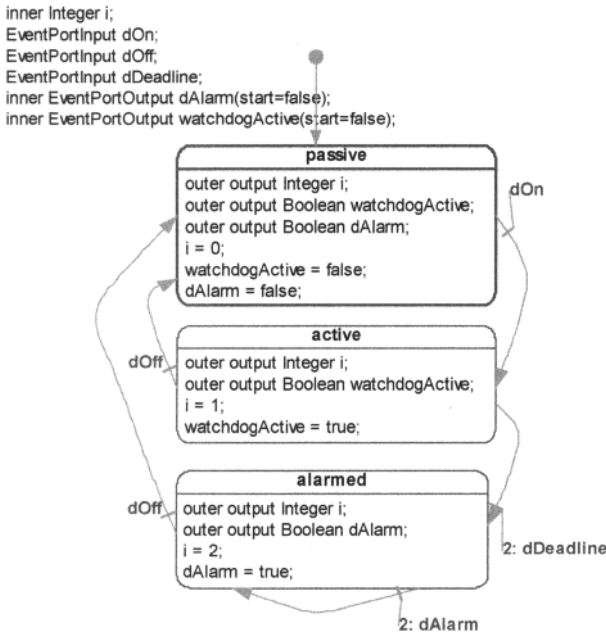 inner Integer i;
EventPortInput dOn;
EventPortInput dOff;
EventPortInput dDeadline;
inner EventPortOutput dAlarm(start=false);
inner EventPortOutput watchdogActive(start=false);
passive
outer output Integer i;
outer output Boolean watchdogActive;
outer output Boolean dAlarm;
i = 0;
watchdogActive = false;
dAlarm = false;
dOn
active
dOff
outer output Integer i;
outer output Boolean watchdogActive;
i = 1;
watchdogActive = true;
alarmed
dOff
outer output Integer i;
outer output Boolean dAlarm;
i = 2;
dAlarm = true;
2: dDeadline
2: dAlarm